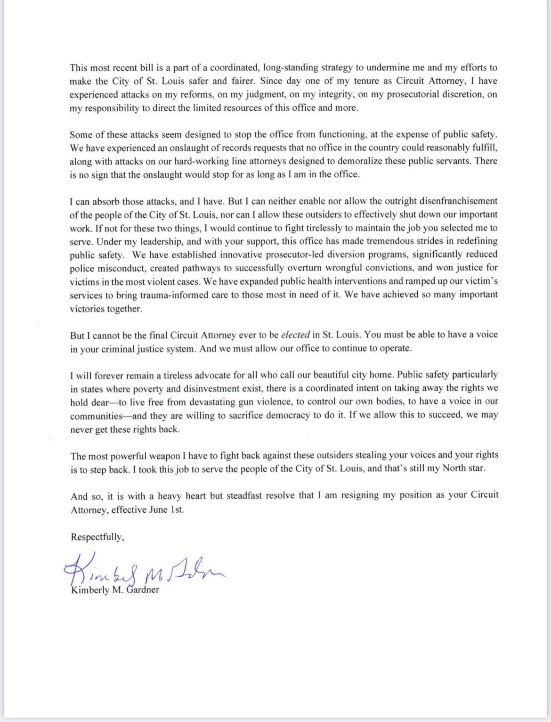 This most recent bill is a part of a coordinated, long-standing strategy to undermine me and my efforts to
make the City of St. Louis safer and fairer. Since day one of my tenure as Circuit Attorney, I have
experienced attacks on my reforms, on my judgment, on my integrity, on my prosecutorial discretion, on
my responsibility to direct the limited resources of this office and more.
Some of these attacks seem designed to stop the office from functioning, at the expense of public safety.
We have experienced an onslaught of records requests that no office in the country could reasonably fulfill,
along with attacks on our hard-working line attorneys designed to demoralize these public servants. There
is no sign that the onslaught would stop for as long as I am in the office.
I can absorb those attacks, and I have. But I can neither enable nor allow the outright disenfranchisement
of the people of the City of St. Louis, nor can I allow these outsiders to effectively shut down our important
work. If not for these two things, I would continue to fight tirelessly to maintain the job you selected me to
serve. Under my leadership, and with your support, this office has made tremendous strides in redefining
public safety. We have established innovative prosecutor-led diversion programs, significantly reduced
police misconduct, created pathways to successfully overturn wrongful convictions, and won justice for
victims in the most violent cases. We have expanded public health interventions and ramped up our victim's
services to bring trauma-informed care to those most in need of it. We have achieved so many important
victories together.
But I cannot be the final Circuit Attorney ever to be elected in St. Louis. You must be able to have a voice
in your criminal justice system. And we must allow our office to continue to operate.
I will forever remain a tireless advocate for all who call our beautiful city home. Public safety particularly
in states where poverty and disinvestment exist, there is a coordinated intent on taking away the rights we
hold dear—to live free from devastating gun violence, to control our own bodies, to have a voice in our
communities—and they are willing to sacrifice democracy to do it. If we allow this to succeed, we may
never get these rights back.
The most powerful weapon I have to fight back against these outsiders stealing your voices and your rights
is to step back. I took this job to serve the people of the City of St. Louis, and that's still my North star.
And so, it is with a heavy heart but steadfast resolve that I am resigning my position as your Circuit
Attorney, effective June 1st.
Respectfully,
Kimberly M. Gardner